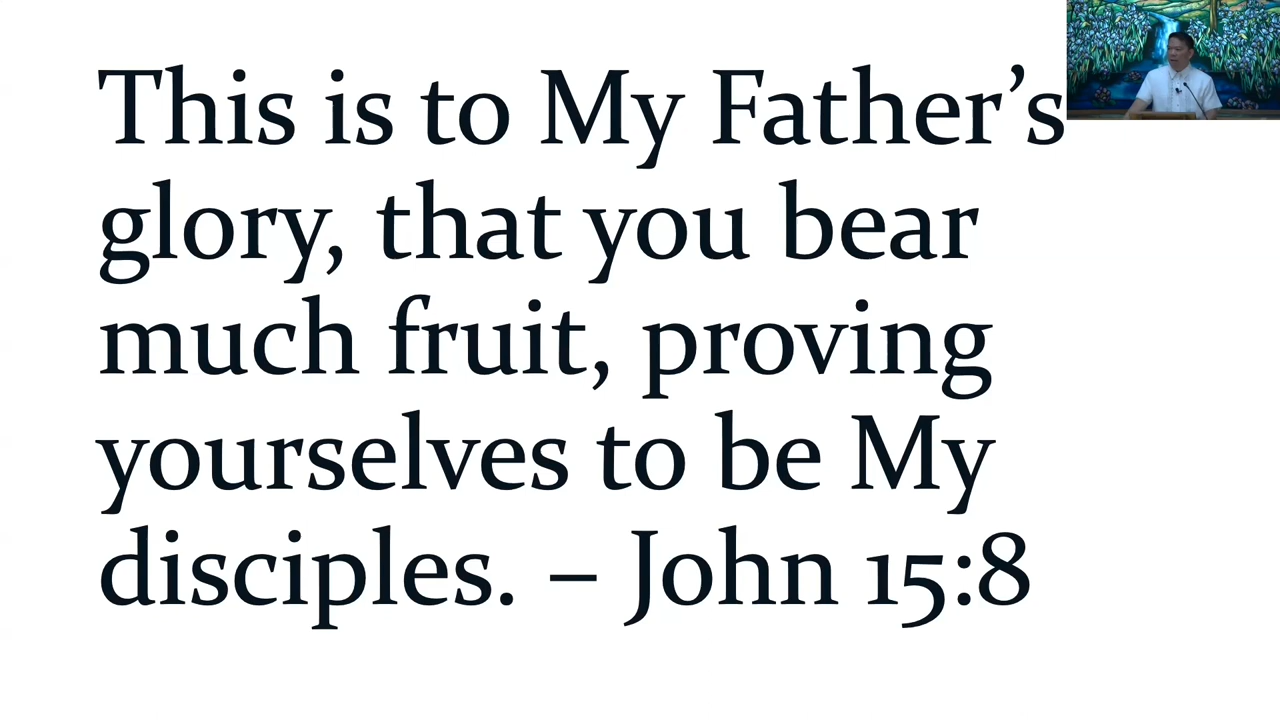 This is to My Father’s
glory, that you bear
much fruit, proving
yourselves to be My
disciples. – John 15:8